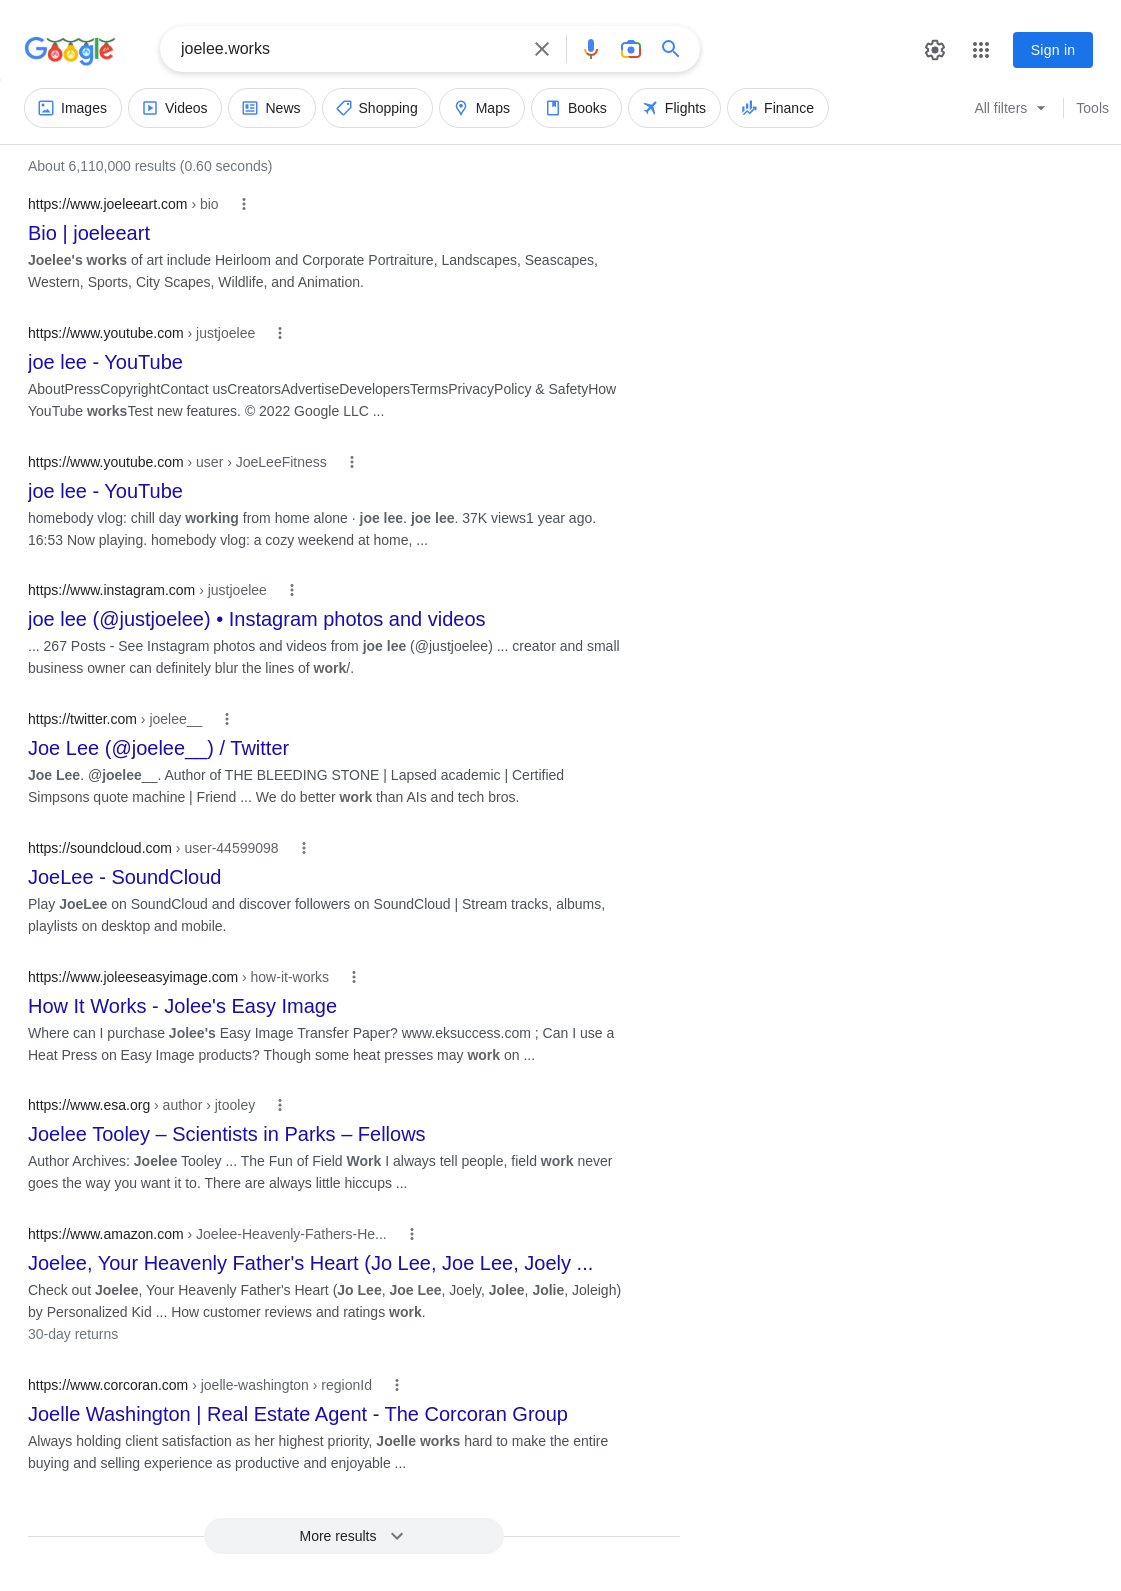 Google
joelee.works
Sign in
Images
Videos
News
Shopping
Maps
Books
Flights
Finance
All filters
Tools
About 6,110,000 results (0.60 seconds)
https://www.joeleeart.com › bio
Bio | joeleeart
Joelee's works of art include Heirloom and Corporate Portraiture, Landscapes, Seascapes,
Western, Sports, City Scapes, Wildlife, and Animation.
https://www.youtube.com › justjoelee
joe lee - YouTube
AboutPressCopyrightContact usCreatorsAdvertiseDevelopersTermsPrivacyPolicy & SafetyHow
YouTube worksTest new features. © 2022 Google LLC ...
https://www.youtube.com › user › JoeLeeFitness
joe lee - YouTube
homebody vlog: chill day working from home alone · joe lee. joe lee. 37K views1 year ago.
16:53 Now playing. homebody vlog: a cozy weekend at home, ...
https://www.instagram.com › justjoelee
joe lee (@justjoelee) • Instagram photos and videos
... 267 Posts - See Instagram photos and videos from joe lee (@justjoelee) ... creator and small
business owner can definitely blur the lines of work/.
https://twitter.com › joelee__
Joe Lee (@joelee__) / Twitter
Joe Lee. @joelee__. Author of THE BLEEDING STONE | Lapsed academic | Certified
Simpsons quote machine | Friend ... We do better work than AIs and tech bros.
https://soundcloud.com › user-44599098
JoeLee - SoundCloud
Play JoeLee on SoundCloud and discover followers on SoundCloud | Stream tracks, albums,
playlists on desktop and mobile.
https://www.joleeseasyimage.com › how-it-works
How It Works - Jolee's Easy Image
Where can I purchase Jolee's Easy Image Transfer Paper? www.eksuccess.com ; Can I use a
Heat Press on Easy Image products? Though some heat presses may work on ...
https://www.esa.org › author › jtooley
Joelee Tooley – Scientists in Parks – Fellows
Author Archives: Joelee Tooley ... The Fun of Field Work I always tell people, field work never
goes the way you want it to. There are always little hiccups ...
https://www.amazon.com › Joelee-Heavenly-Fathers-He...
Joelee, Your Heavenly Father's Heart (Jo Lee, Joe Lee, Joely ...
Check out Joelee, Your Heavenly Father's Heart (Jo Lee, Joe Lee, Joely, Jolee, Jolie, Joleigh)
by Personalized Kid ... How customer reviews and ratings work.
30-day returns
https://www.corcoran.com › joelle-washington › regionId
Joelle Washington | Real Estate Agent - The Corcoran Group
Always holding client satisfaction as her highest priority, Joelle works hard to make the entire
buying and selling experience as productive and enjoyable ...
More results